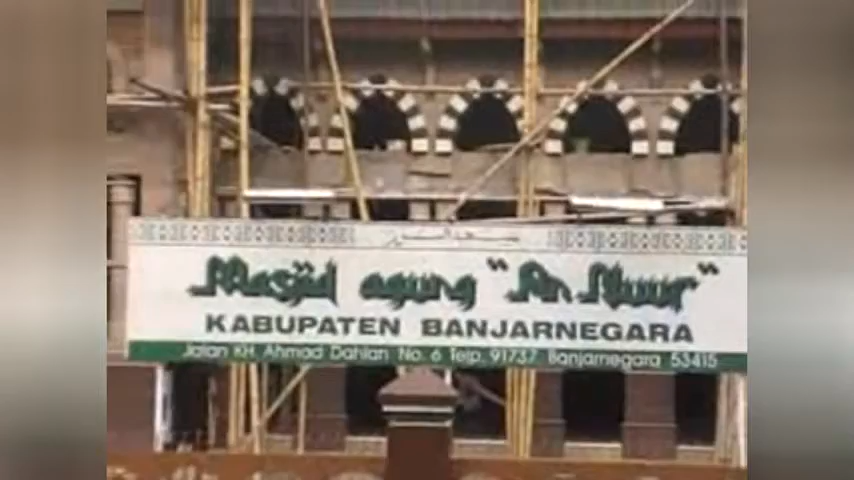 Masjid agung "An Nuur"
KABUPATEN BANJARNEGARA
Jalan KH. Ahmad Dahlan No. 6 Telp. 91737 Banjarnegara 53415